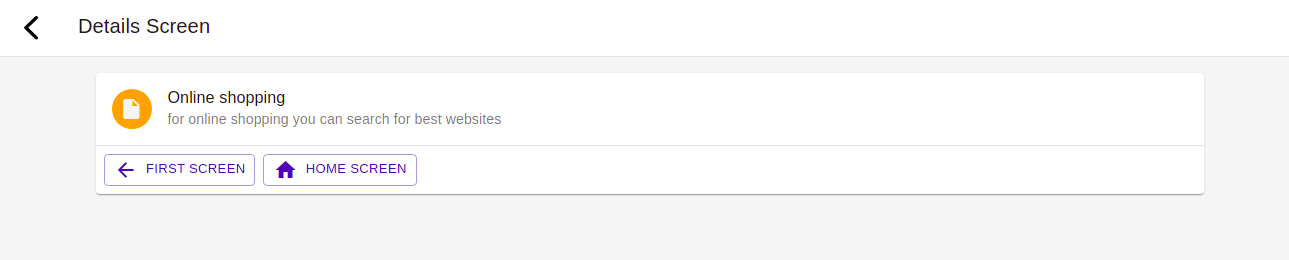 Details Screen
Online shopping
for online shopping you can search for best websites
FIRST SCREEN
HOME SCREEN